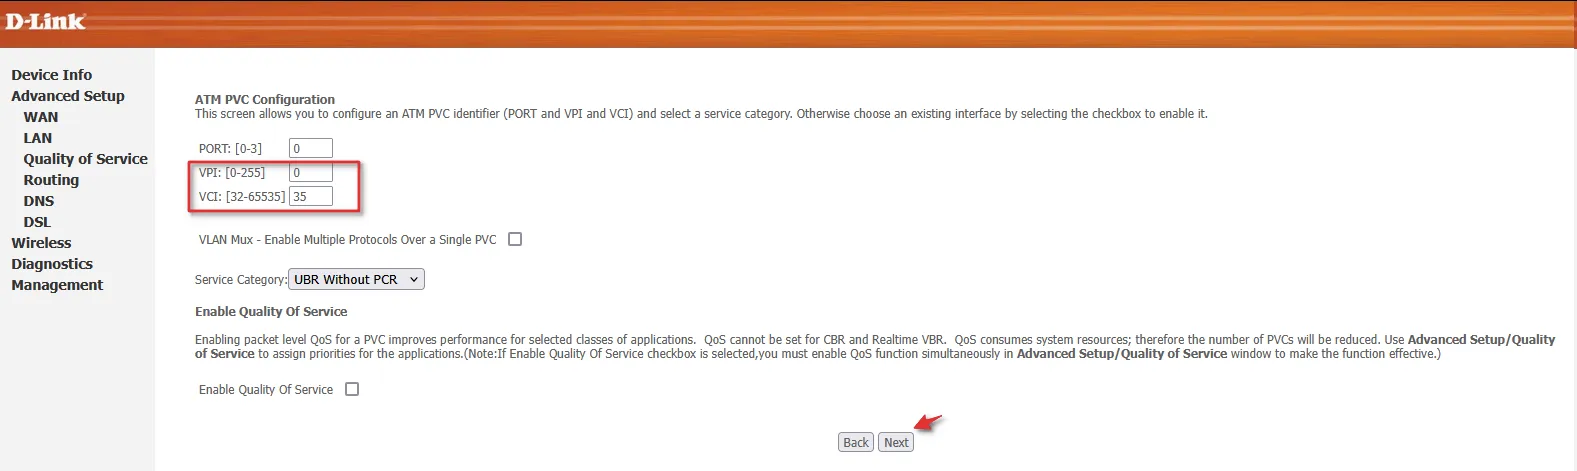 D-Link
Device Info
Advanced Setup
WAN
LAN
Quality of Service
Routing
DNS
DSL
Wireless
Diagnostics
Management
ATM PVC Configuration
This screen allows you to configure an ATM PVC identifier (PORT and VPI and VCI) and select a service category. Otherwise choose an existing interface by selecting the checkbox to enable it.
PORT: [0-3] 0
VPI: [0-255] 0
VCI: [32-65535] 35
VLAN Mux - Enable Multiple Protocols Over a Single PVC
Service Category: UBR Without PCR
Enable Quality Of Service
Enabling packet level QoS for a PVC improves performance for selected classes of applications.  QoS cannot be set for CBR and Realtime VBR.  QoS consumes system resources; therefore the number of PVCs will be reduced. Use Advanced Setup/Quality
of Service to assign priorities for the applications.(Note:If Enable Quality Of Service checkbox is selected,you must enable QoS function simultaneously in Advanced Setup/Quality of Service window to make the function effective.)
Enable Quality Of Service
Back Next